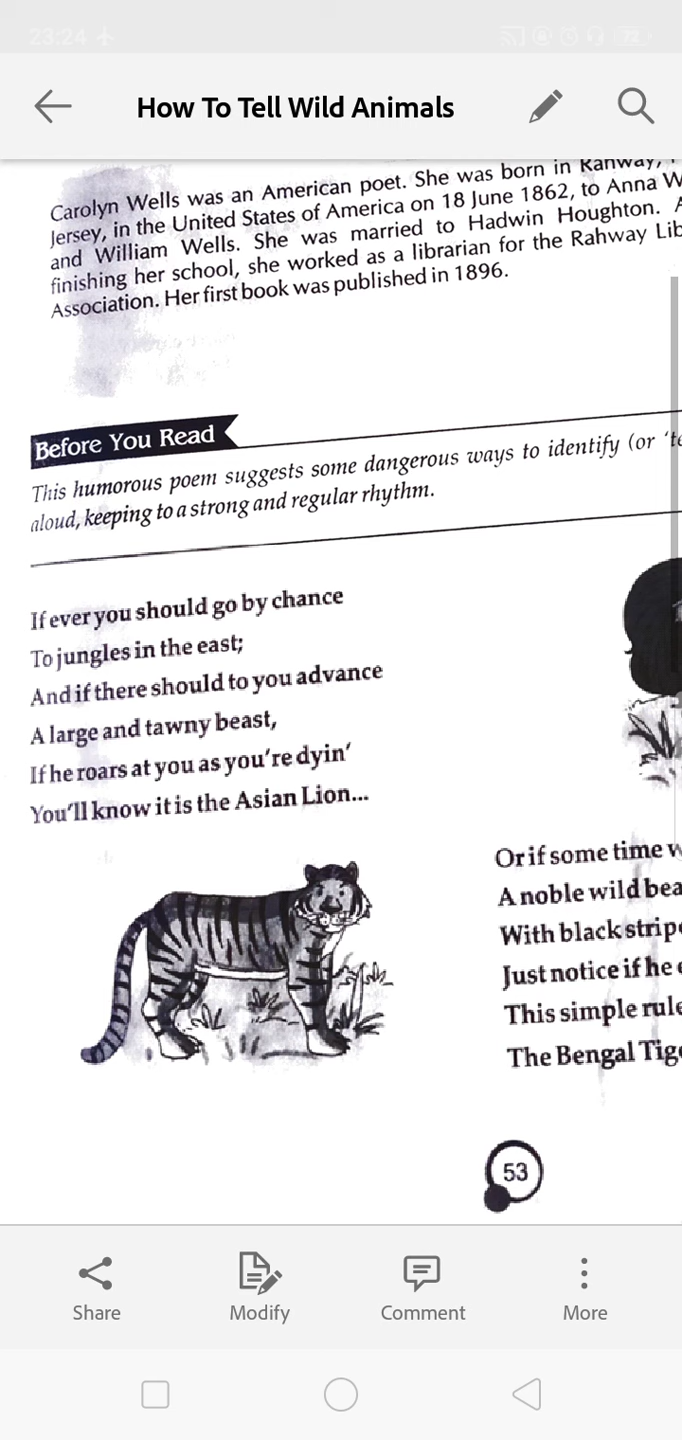 23:24
72
How To Tell Wild Animals
Carolyn Wells was an American poet. She was born in Rahway,
Jersey, in the United States of America on 18 June 1862, to Anna W
and William Wells. She was married to Hadwin Houghton. A
finishing her school, she worked as a librarian for the Rahway Lib
Association. Her first book was published in 1896.
Before You Read
This humorous poem suggests some dangerous ways to identify (or 'te
aloud, keeping to a strong and regular rhythm.
If ever you should go by chance
To jungles in the east;
And if there should to you advance
A large and tawny beast,
If he roars at you as you're dyin'
You'll know it is the Asian Lion...
Or if some time w
A noble wild bea
With black stripe
Just notice if he e
This simple rule
The Bengal Tige
53
Share
Modify
Comment
More